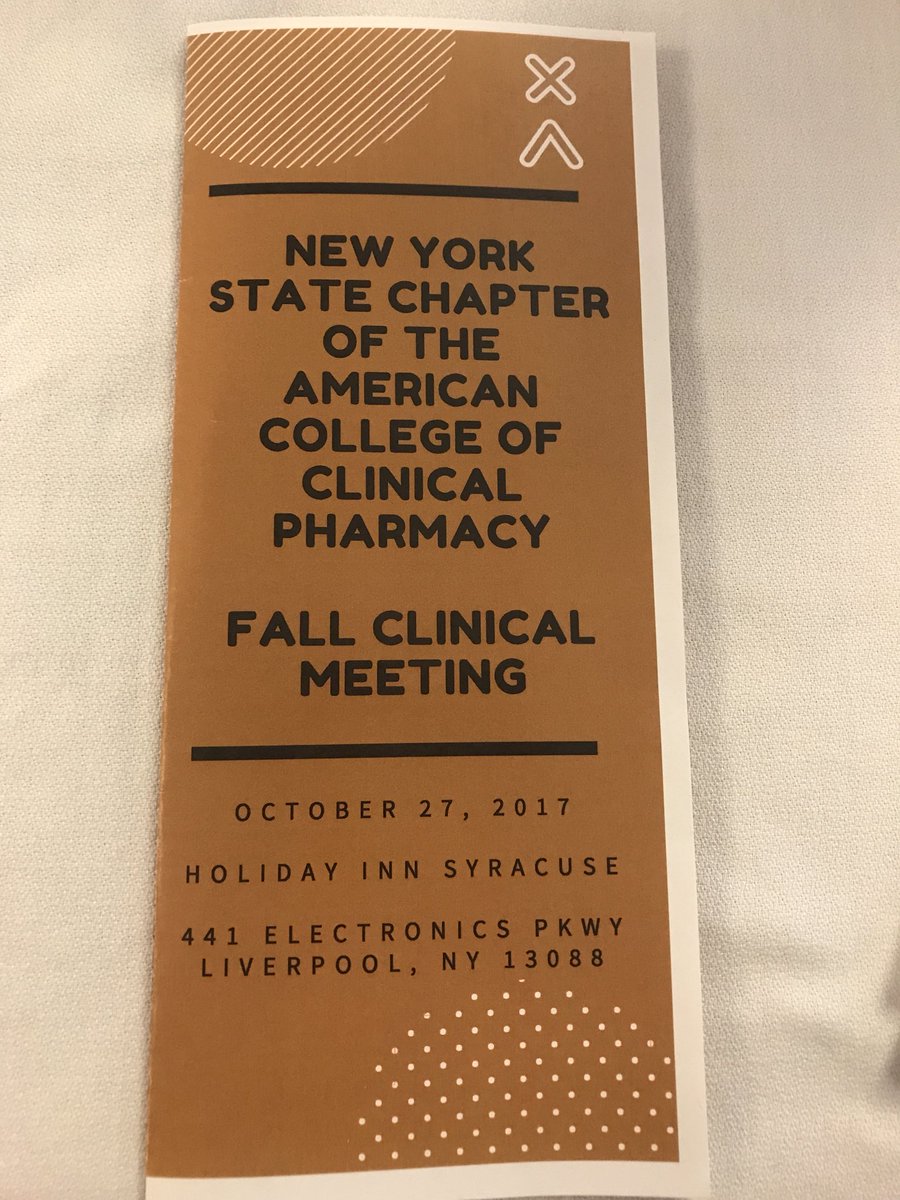 NEW YORK
STATE CHAPTER
OF THE
AMERICAN
COLLEGE OF
CLINICAL
PHARMACY
FALL CLINICAL
MEETING
OCTOBER 27, 2017
HOLIDAY INN SYRACUSE
441 ELECTRONICS PKWY
LIVERPOOL, NY 13088